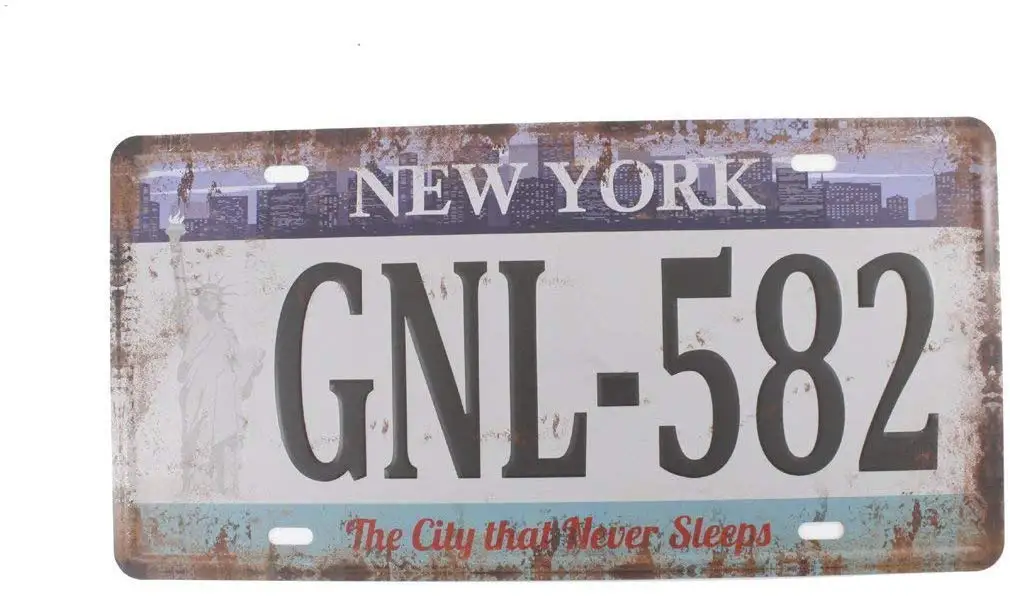 NEW YORK
GNL-582
The City that Never Sleeps